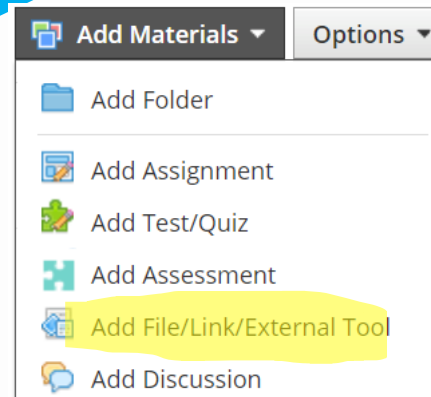 Add Materials Options
Add Folder
Add Assignment
Add Test/Quiz
Add Assessment
Add File/Link/External Tool
Add Discussion